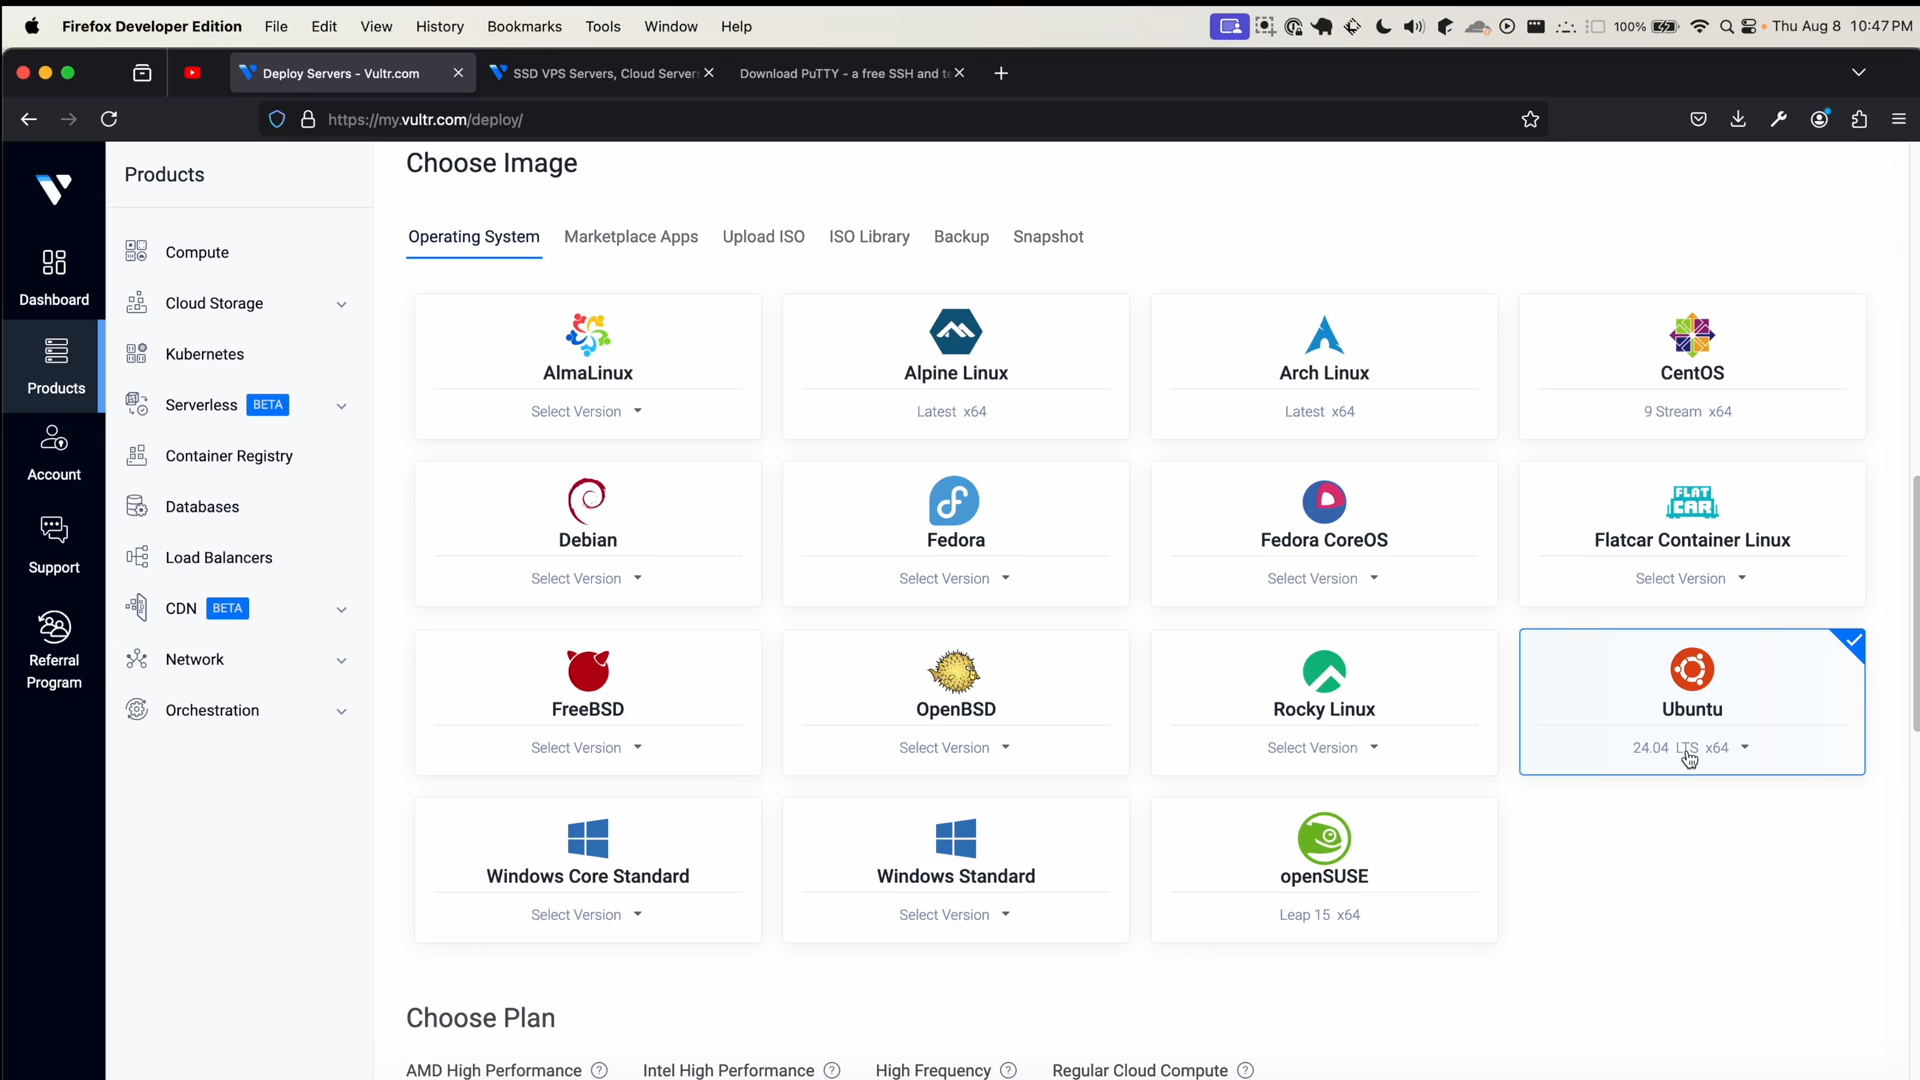 Firefox Developer Edition File Edit View History Bookmarks Tools Window Help 100% Thu Aug 8 10:47 PM
Deploy Servers - Vultr.com SSD VPS Servers, Cloud Server Download PuTTY - a free SSH and te
https://my.vultr.com/deploy/
Dashboard
Products
Account
Support
Referral
Program
Products
Compute
Cloud Storage
Kubernetes
Serverless BETA
Container Registry
Databases
Load Balancers
CDN BETA
Network
Orchestration
Choose Image
Operating System Marketplace Apps Upload ISO ISO Library Backup Snapshot
AlmaLinux
Select Version
Alpine Linux
Latest x64
Arch Linux
Latest x64
CentOS
9 Stream x64
Debian
Select Version
Fedora
Select Version
Fedora CoreOS
Select Version
FLAT
CAR
Flatcar Container Linux
Select Version
FreeBSD
Select Version
OpenBSD
Select Version
Rocky Linux
Select Version
Ubuntu
24.04 LTS x64
Windows Core Standard
Select Version
Windows Standard
Select Version
openSUSE
Leap 15 x64
Choose Plan
AMD High Performance ? Intel High Performance ? High Frequency ? Regular Cloud Compute ?